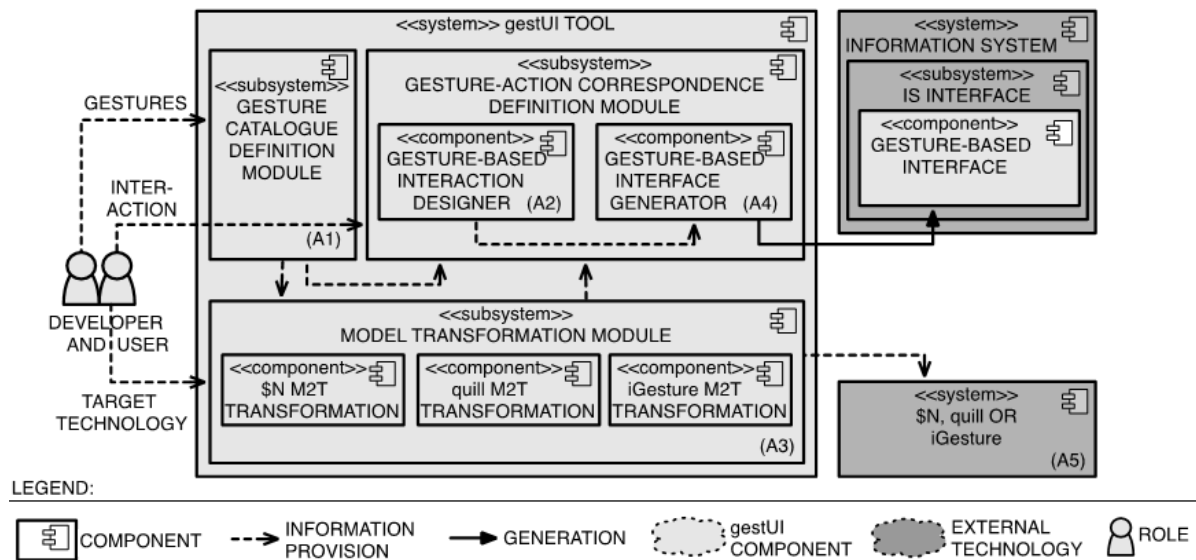 <<system>> gestUI TOOL
<<subsystem>>
GESTURE
CATALOGUE
DEFINITION
MODULE
(A1)
<<subsystem>>
GESTURE-ACTION CORRESPONDENCE
DEFINITION MODULE
<<component>>
GESTURE-BASED
INTERACTION
DESIGNER (A2)
<<component>>
GESTURE-BASED
INTERFACE
GENERATOR (A4)
<<system>>
INFORMATION SYSTEM
<<subsystem>>
IS INTERFACE
<<component>>
GESTURE-BASED
INTERFACE
GESTURES
INTER-
ACTION
DEVELOPER
AND USER
TARGET
TECHNOLOGY
<<subsystem>>
MODEL TRANSFORMATION MODULE
<<component>>
$N M2T
TRANSFORMATION
<<component>>
quill M2T
TRANSFORMATION
<<component>>
iGesture M2T
TRANSFORMATION
(A3)
<<system>>
$N, quill OR
iGesture
(A5)
LEGEND:
COMPONENT
INFORMATION
PROVISION
GENERATION
gestUI
COMPONENT
EXTERNAL
TECHNOLOGY
ROLE